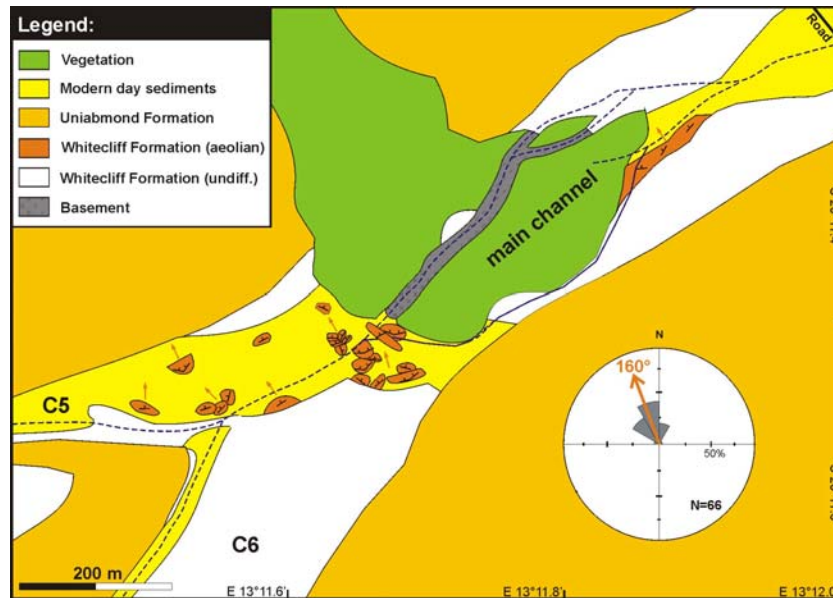 Legend:
Vegetation
Modern day sediments
Uniabmond Formation
Whitecliff Formation (aeolian)
Whitecliff Formation (undiff.)
Basement
Road
main channel
N
160°
50%
N=66
C5
C6
200 m
E 13°11.6'
E 13°11.8'
E 13°12.0